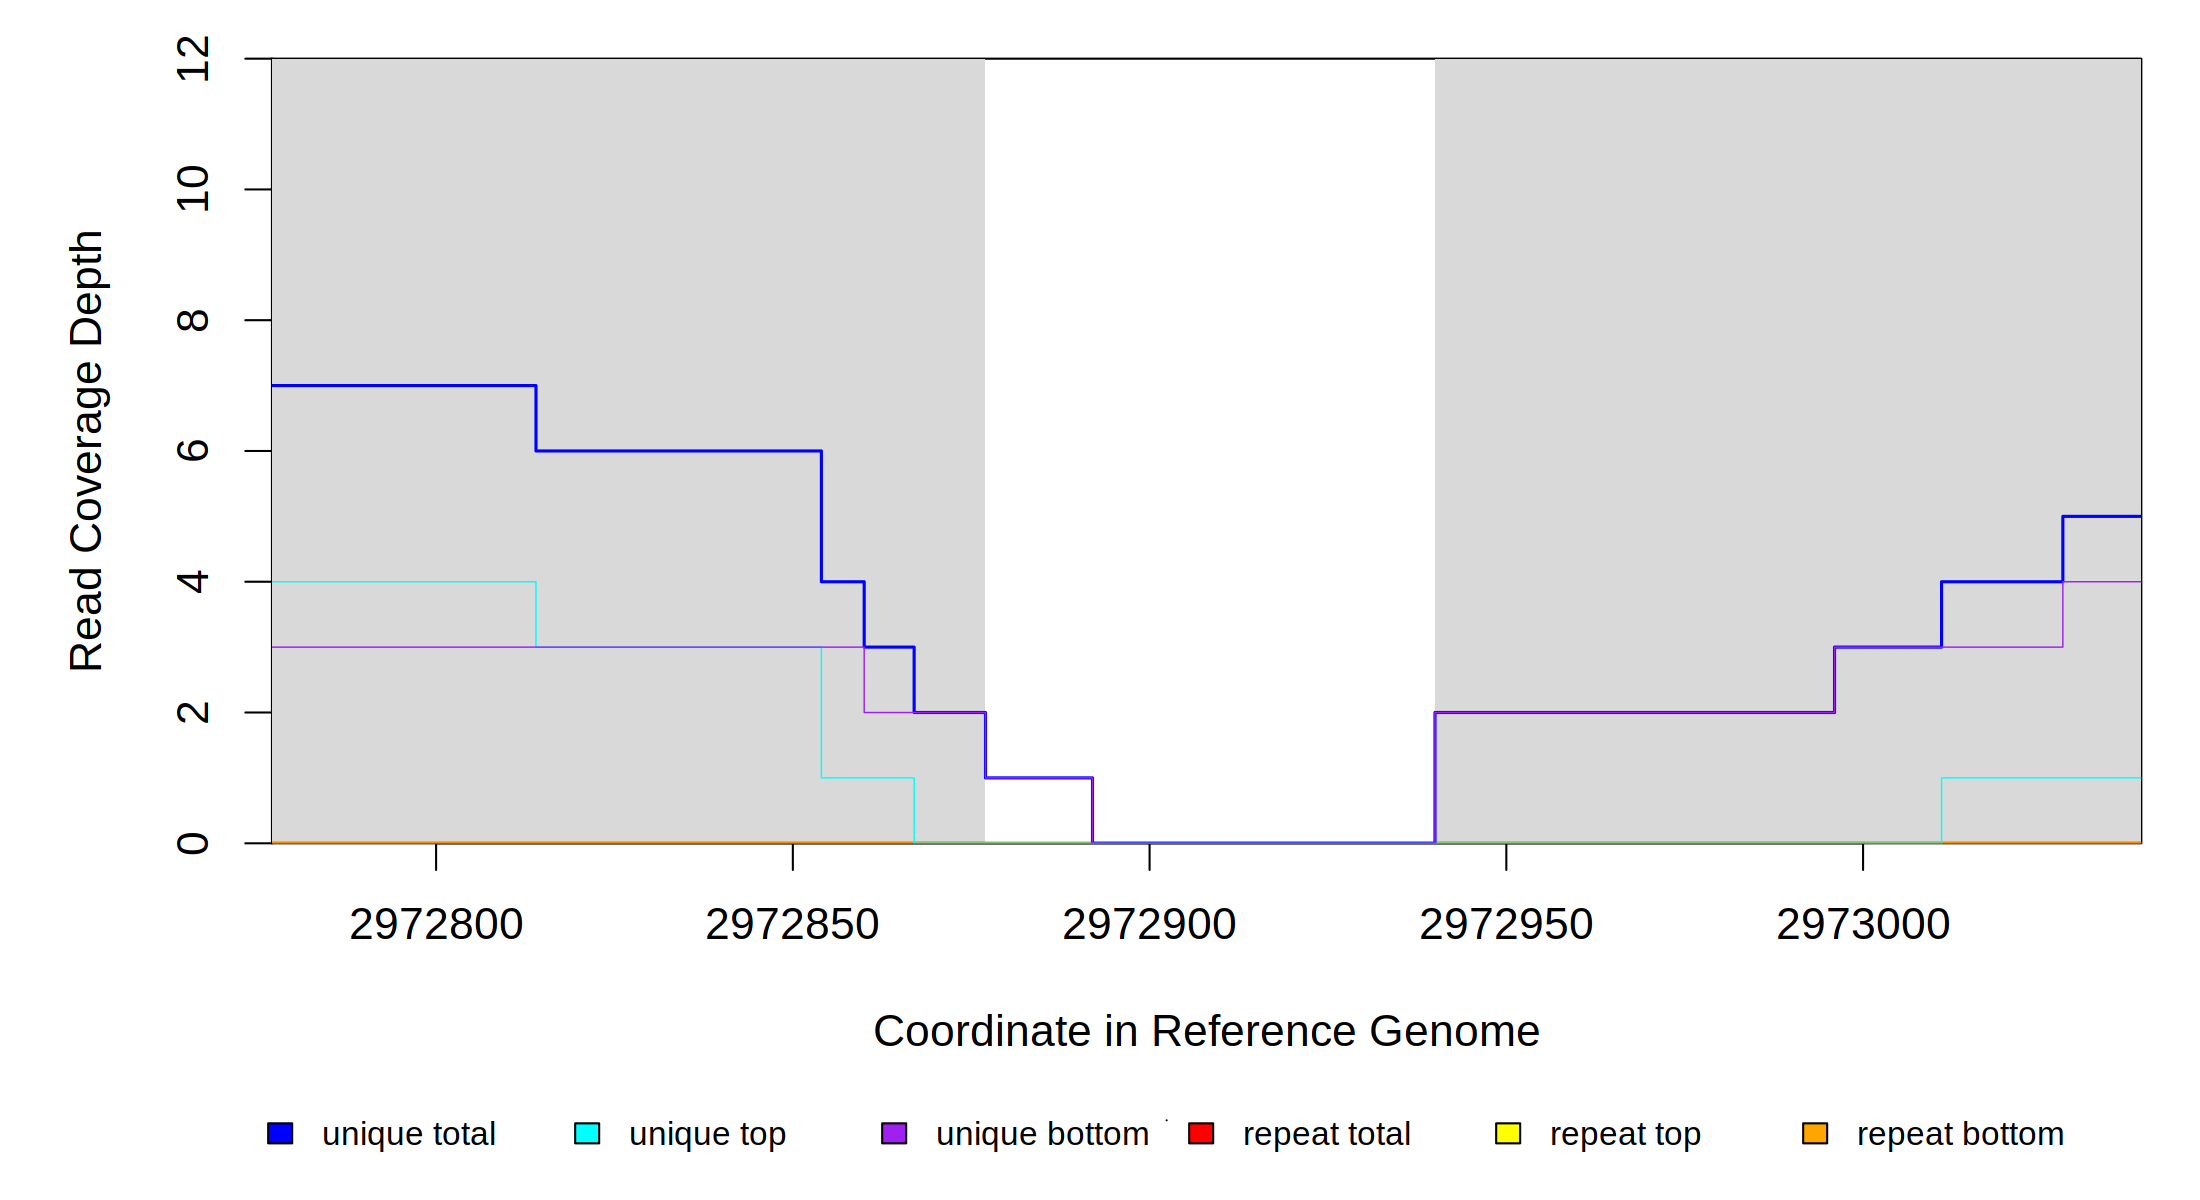 12
10
8
6
4
2
0
Read Coverage Depth
2972800 2972850 2972900 2972950 2973000
Coordinate in Reference Genome
unique total unique top unique bottom repeat total repeat top repeat bottom